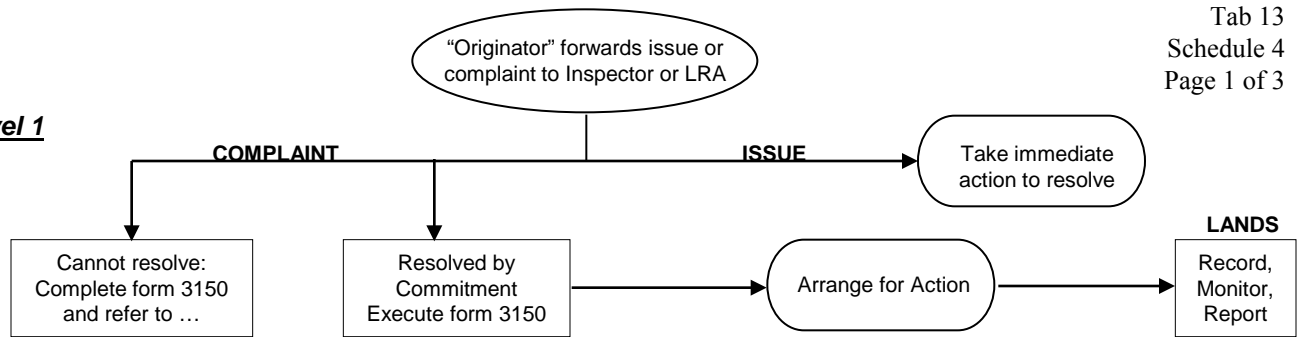 Tab 13
Schedule 4
Page 1 of 3
“Originator” forwards issue or
complaint to Inspector or LRA
1
COMPLAINT
ISSUE
Take immediate
action to resolve
Cannot resolve:
Complete form 3150
and refer to …
Resolved by
Commitment
Execute form 3150
Arrange for Action
LANDS
Record,
Monitor,
Report